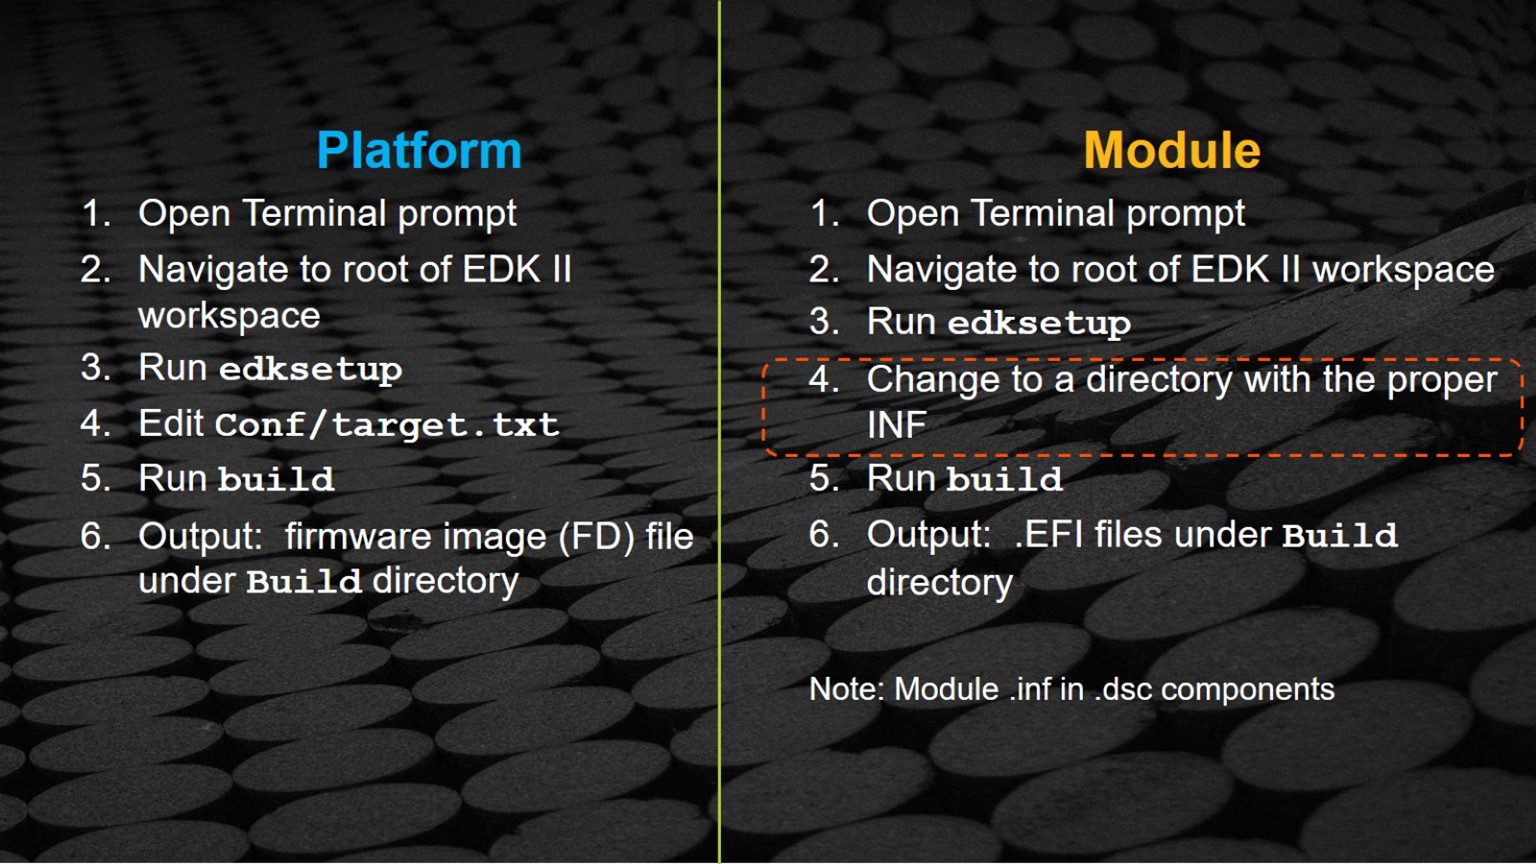 Platform
1. Open Terminal prompt
2. Navigate to root of EDK II
workspace
3. Run edksetup
4. Edit Conf/target.txt
5. Run build
6. Output:  firmware image (FD) file
under Build directory
Module
1. Open Terminal prompt
2. Navigate to root of EDK II workspace
3. Run edksetup
4. Change to a directory with the proper
INF
5. Run build
6. Output:  .EFI files under Build
directory
Note: Module .inf in .dsc components